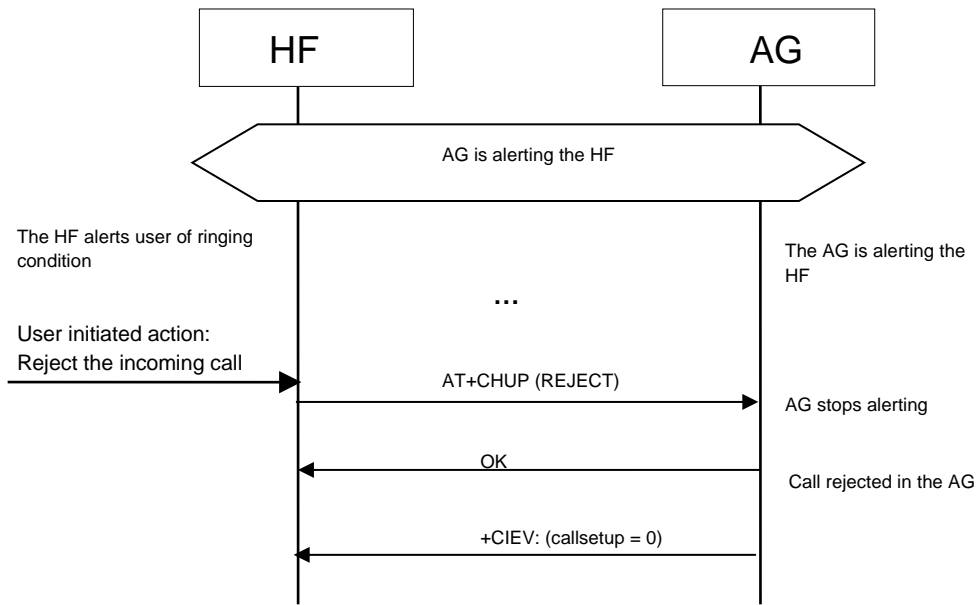 HF
AG
AG is alerting the HF
The HF alerts user of ringing
condition
The AG is alerting the
HF
...
User initiated action:
Reject the incoming call
AT+CHUP (REJECT)
AG stops alerting
OK
Call rejected in the AG
+CIEV: (callsetup = 0)